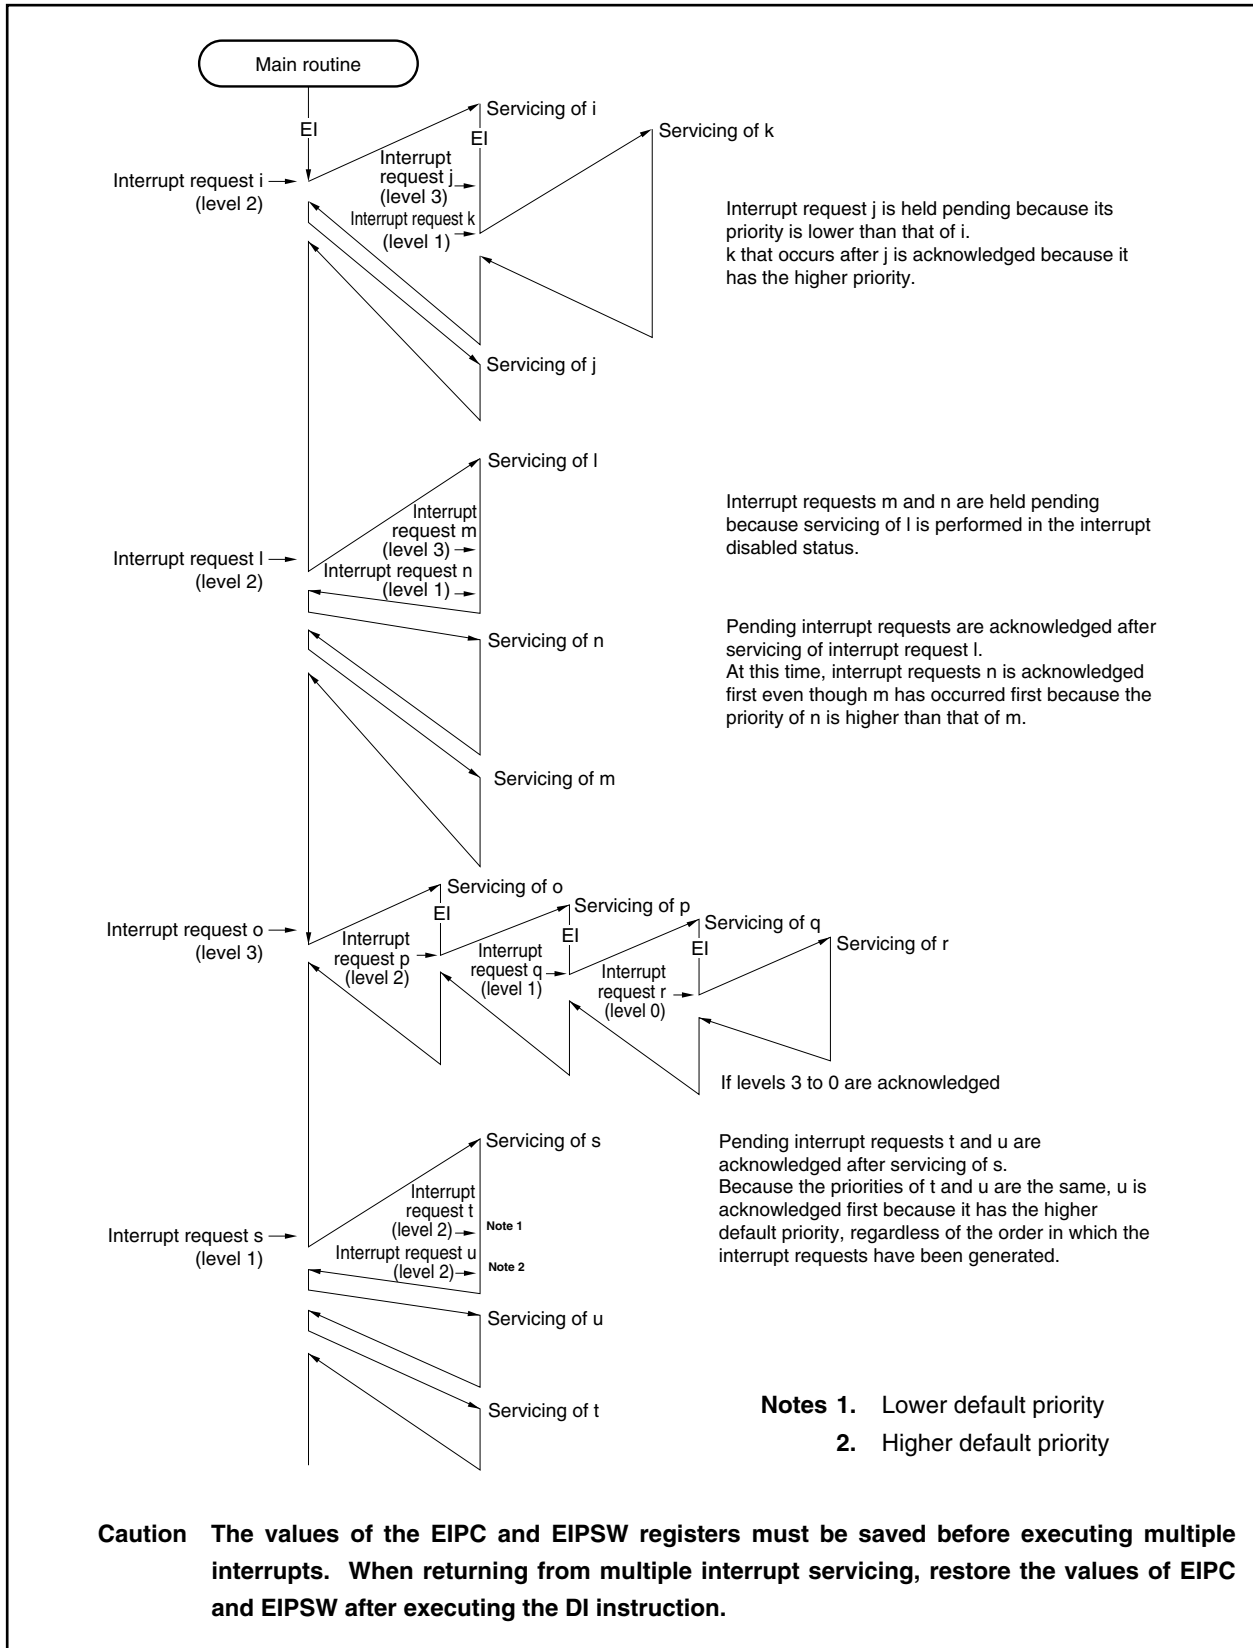 Main routine
EI
Servicing of i
EI
Servicing of k
Interrupt
request j
(level 3)
Interrupt request i
(level 2)
Interrupt request k
(level 1)
Interrupt request j is held pending because its
priority is lower than that of i.
k that occurs after j is acknowledged because it
has the higher priority.
Servicing of j
Servicing of l
Interrupt
request m
(level 3)
Interrupt request l
(level 2)
Interrupt request n
(level 1)
Interrupt requests m and n are held pending
because servicing of l is performed in the interrupt
disabled status.
Servicing of n
Pending interrupt requests are acknowledged after
servicing of interrupt request l.
At this time, interrupt requests n is acknowledged
first even though m has occurred first because the
priority of n is higher than that of m.
Servicing of m
Servicing of o
EI
Servicing of p
EI
Servicing of q
EI
Servicing of r
Interrupt request o
(level 3)
Interrupt
request p
(level 2)
Interrupt
request q
(level 1)
Interrupt
request r
(level 0)
If levels 3 to 0 are acknowledged
Servicing of s
Interrupt
request t
(level 2)
Note 1
Interrupt request s
(level 1)
Interrupt request u
(level 2)
Note 2
Pending interrupt requests t and u are
acknowledged after servicing of s.
Because the priorities of t and u are the same, u is
acknowledged first because it has the higher
default priority, regardless of the order in which the
interrupt requests have been generated.
Servicing of u
Servicing of t
Notes 1. Lower default priority
2. Higher default priority
Caution The values of the EIPC and EIPSW registers must be saved before executing multiple
interrupts. When returning from multiple interrupt servicing, restore the values of EIPC
and EIPSW after executing the DI instruction.